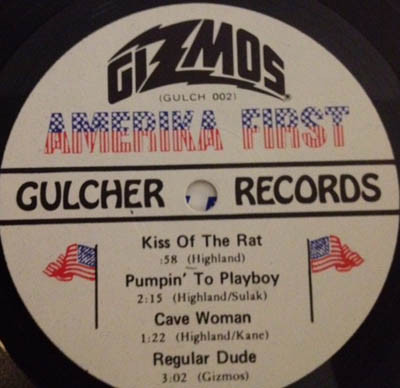 GIZMOS
(GULCH 002)
AMERIKA FIRST
GULCHER RECORDS
Kiss Of The Rat
:58 (Highland)
Pumpin' To Playboy
2:15 (Highland/Sulak)
Cave Woman
1:22 (Highland/Kane)
Regular Dude
3:02 (Gizmos)